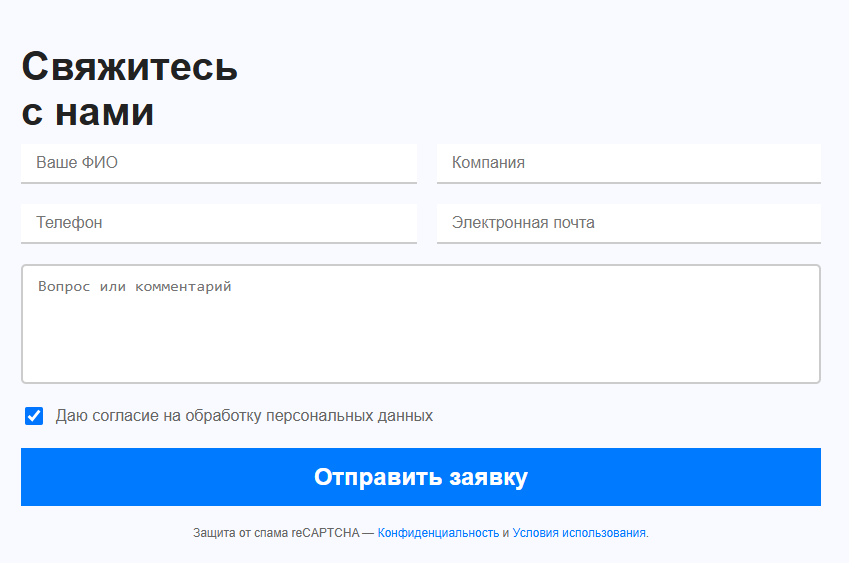 Свяжитесь
с нами
Ваше ФИО
Компания
Телефон
Электронная почта
Вопрос или комментарий
Даю согласие на обработку персональных данных
Отправить заявку
Защита от спама reCAPTCHA — Конфиденциальность и Условия использования.